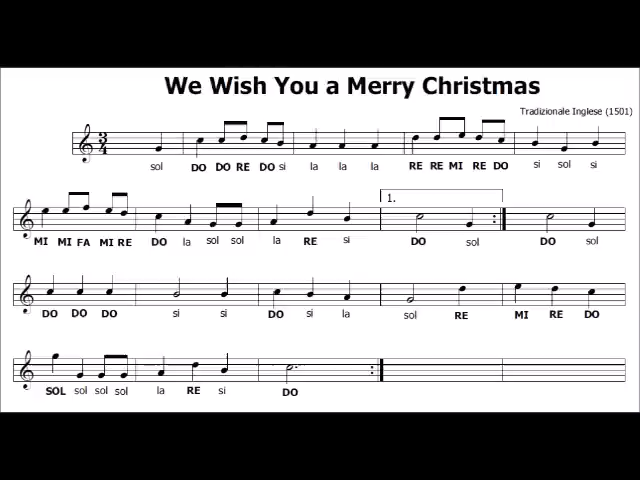 We Wish You a Merry Christmas
Tradizionale Inglese (1501)
3
4
sol DO DO RE DO si la la la RE RE MI RE DO si sol si
1.
MI MI FA MI RE DO la sol sol la RE si DO sol DO sol
DO DO DO si si DO si la sol RE MI RE DO
SOL sol sol sol la RE si DO